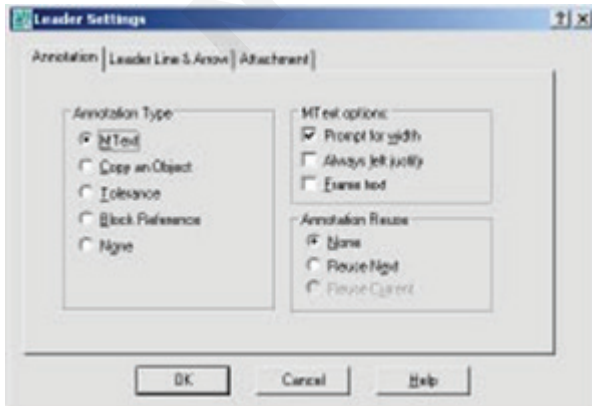 Leader Settings
Annotation
Leader Line & Arrow
Attachment
Annotation Type
MText
Copy an Object
Tolerance
Block Reference
None
MText options:
Prompt for width
Always left justify
Frame text
Annotation Reuse
None
Reuse Next
Reuse Current
OK
Cancel
Help